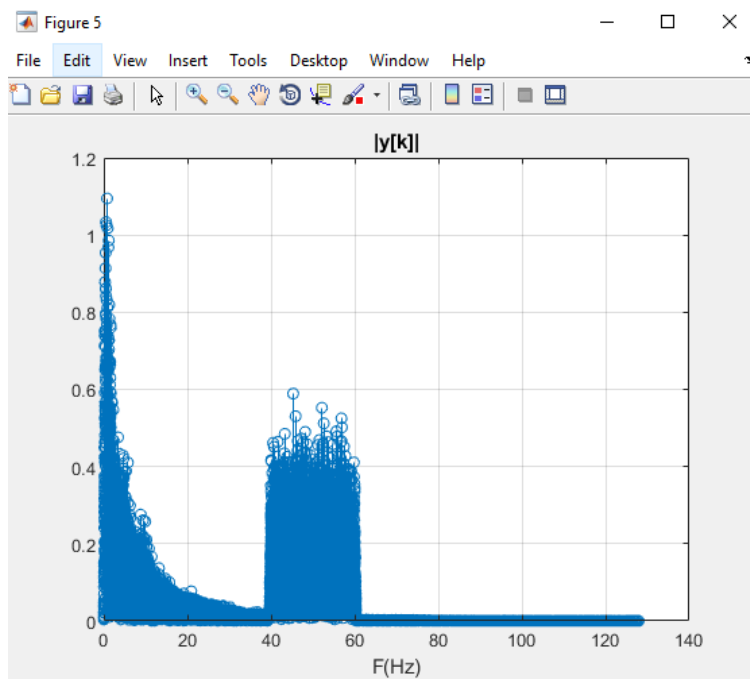 Figure 5
File Edit View Insert Tools Desktop Window Help
|y[k]|
1.2
1
0.8
0.6
0.4
0.2
0
0 20 40 60 80 100 120 140
F(Hz)